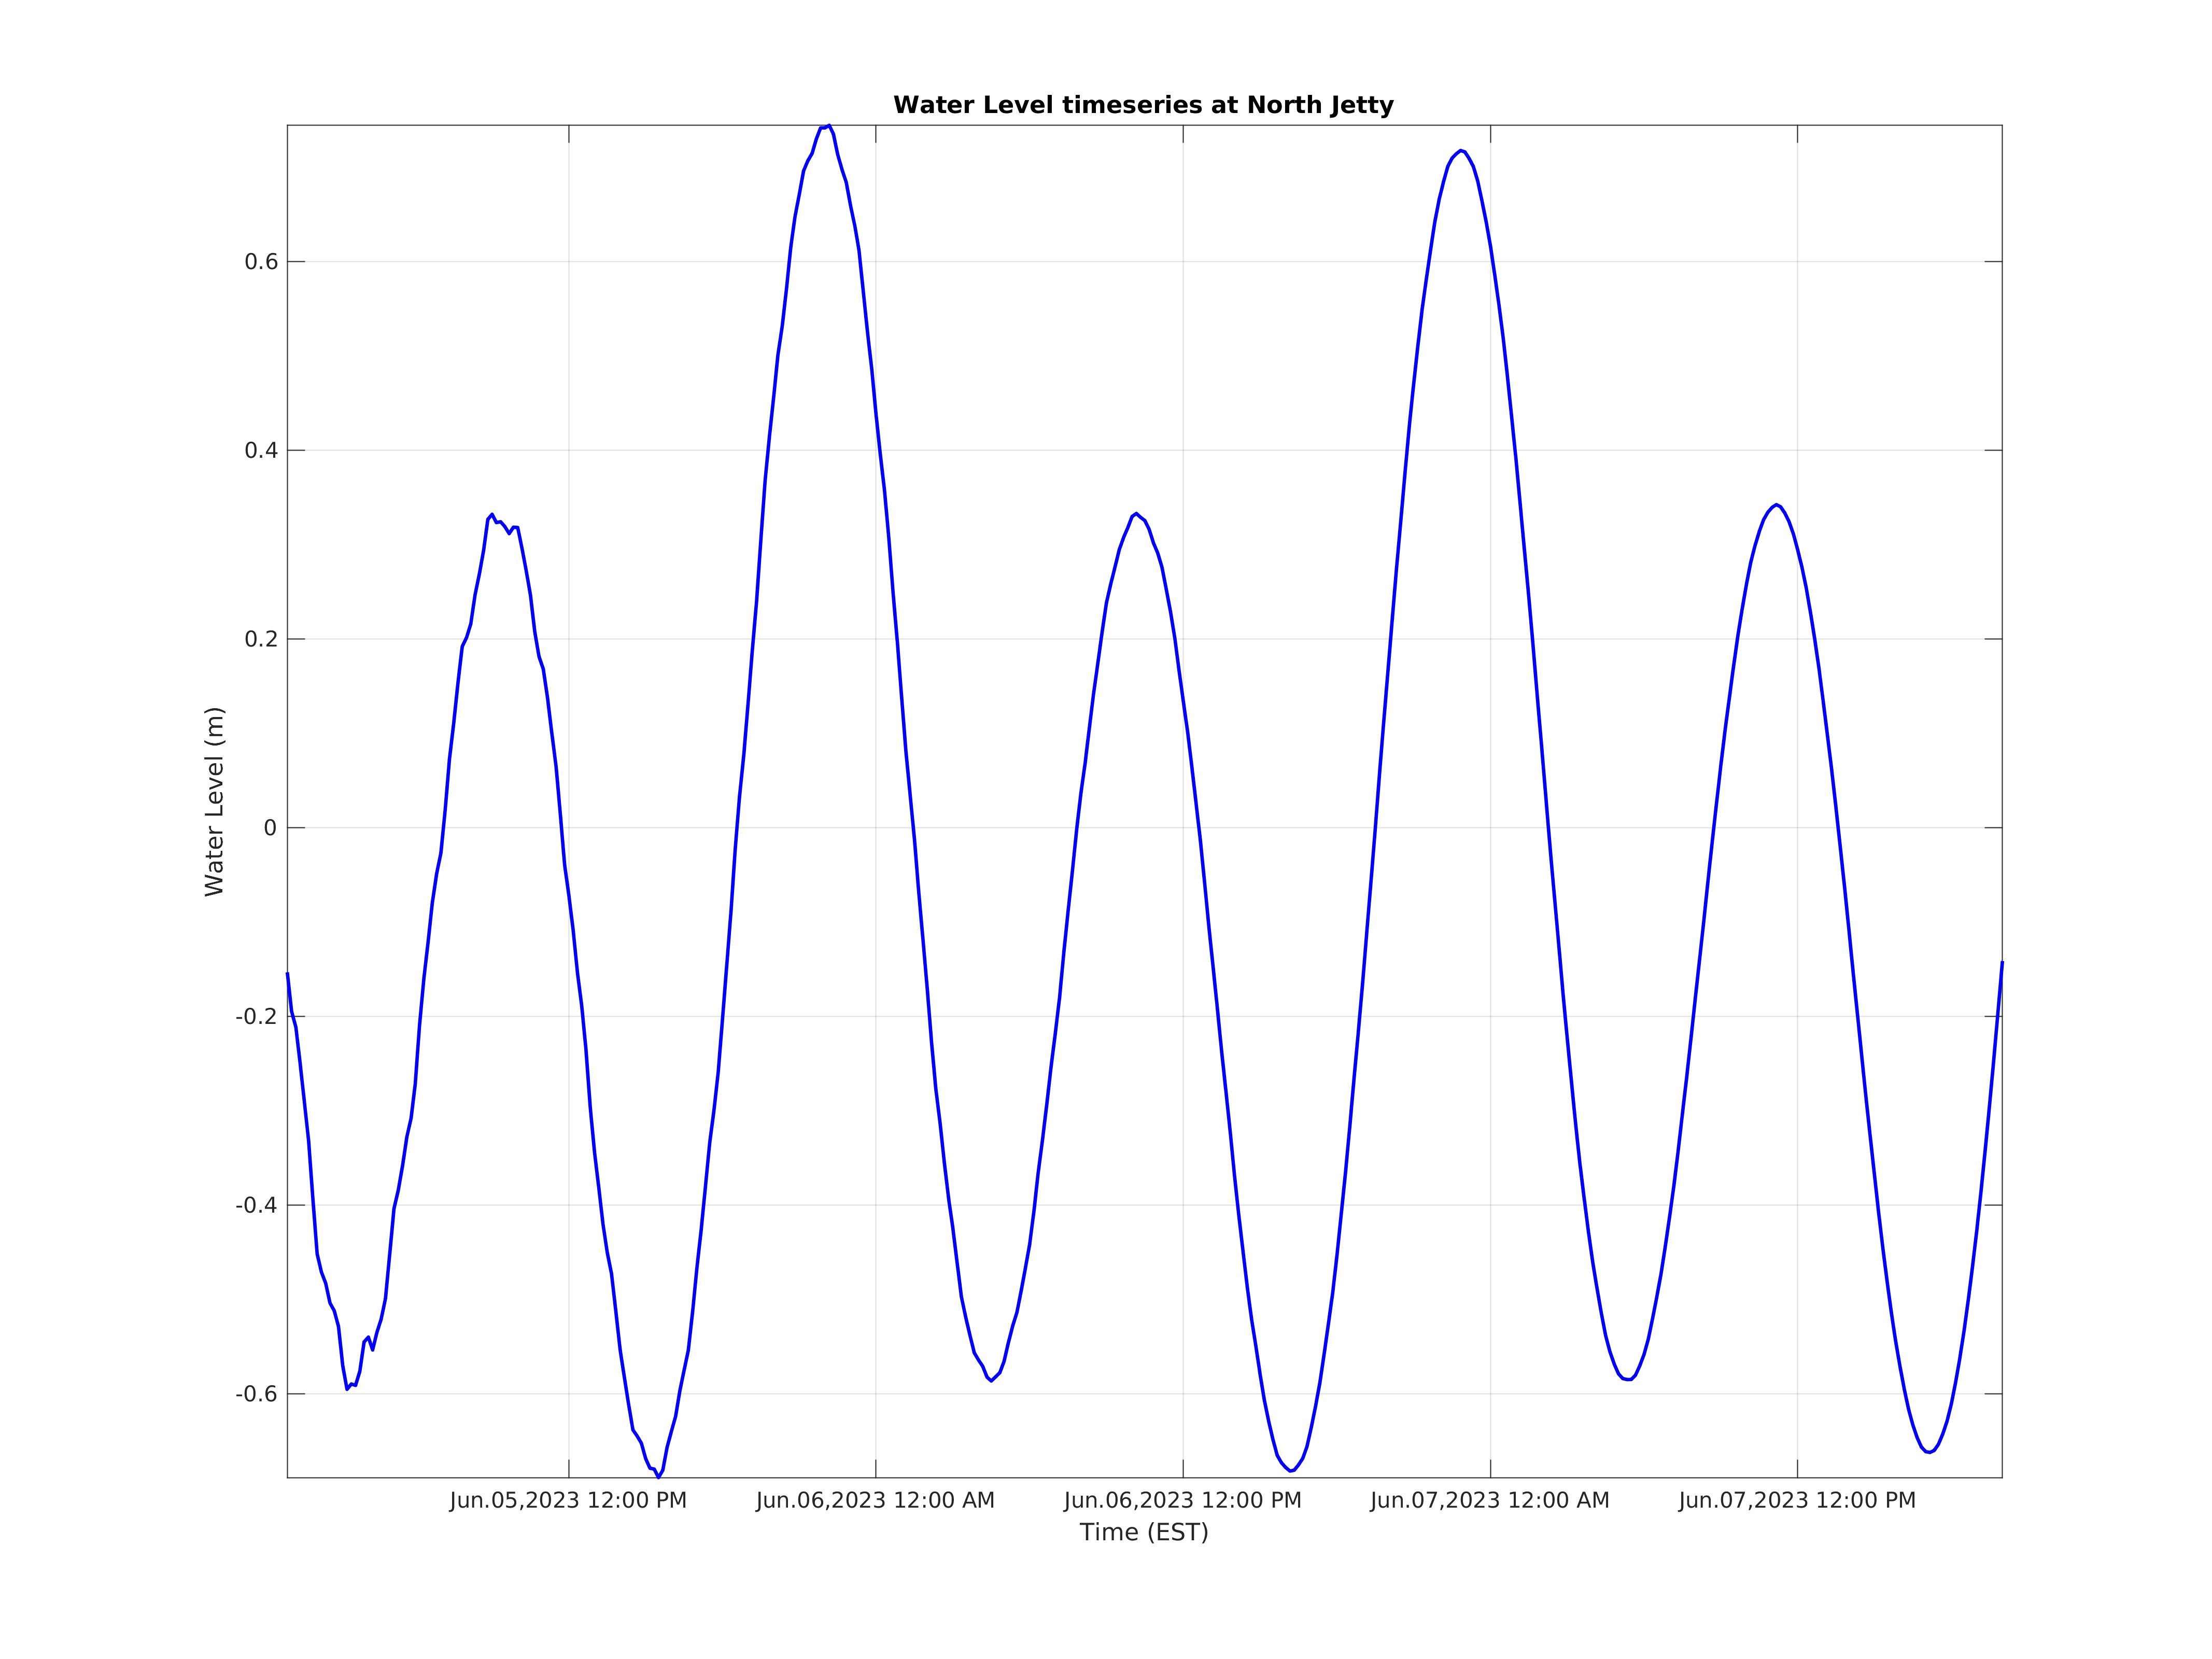 Water Level timeseries at North Jetty
0.6
0.4
0.2
0
-0.2
-0.4
-0.6
Water Level (m)
Jun.05,2023 12:00 PM
Jun.06,2023 12:00 AM
Jun.06,2023 12:00 PM
Jun.07,2023 12:00 AM
Jun.07,2023 12:00 PM
Time (EST)